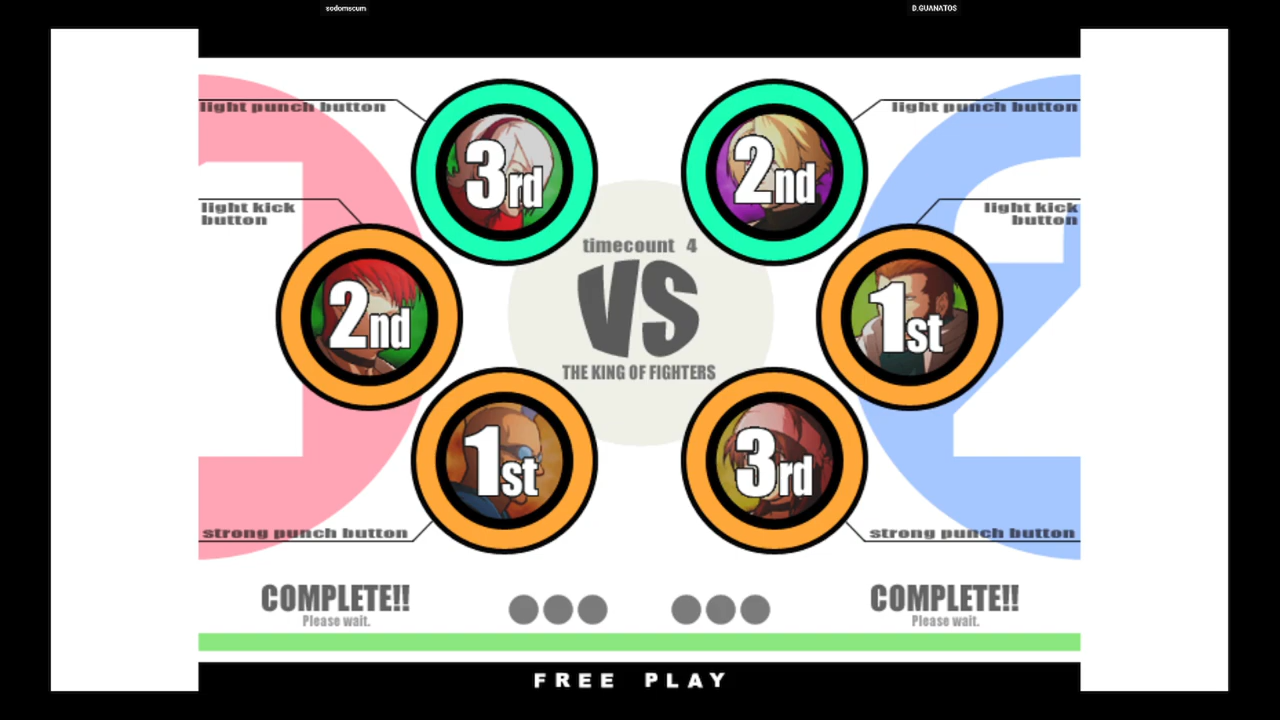 sodomscum
D.GUANATOS
light punch button
light punch button
3rd
2nd
light kick
button
light kick
button
timecount 4
VS
THE KING OF FIGHTERS
2nd
1st
1st
3rd
strong punch button
strong punch button
COMPLETE!!
Please wait.
COMPLETE!!
Please wait.
FREE PLAY
1
2